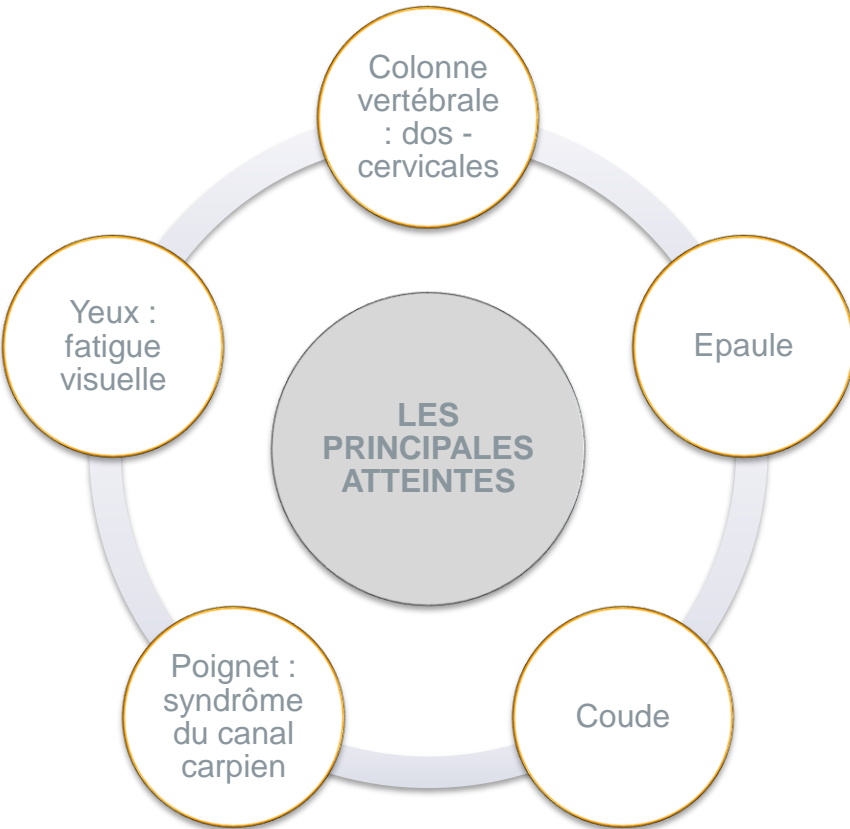 Colonne
vertébrale
: dos -
cervicales
Epaule
Coude
Poignet :
syndrôme
du canal
carpien
Yeux :
fatigue
visuelle
LES
PRINCIPALES
ATTEINTES